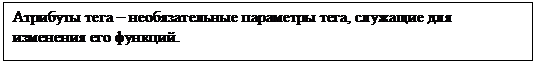 Атрибуты тега – необязательные параметры тега, служащие для
изменения его функций.